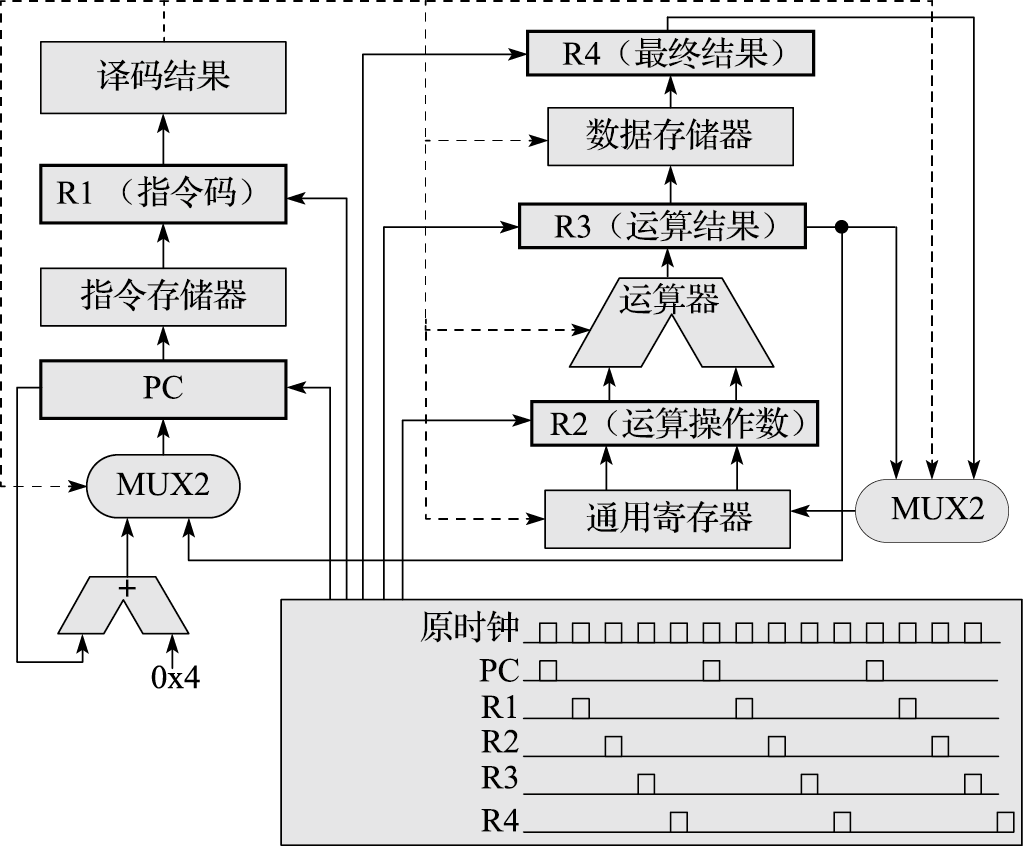 译码结果
R1（指令码）
指令存储器
PC
MUX2
+
0x4
R4（最终结果）
数据存储器
R3（运算结果）
运算器
R2（运算操作数）
通用寄存器
MUX2
原时钟
PC
R1
R2
R3
R4